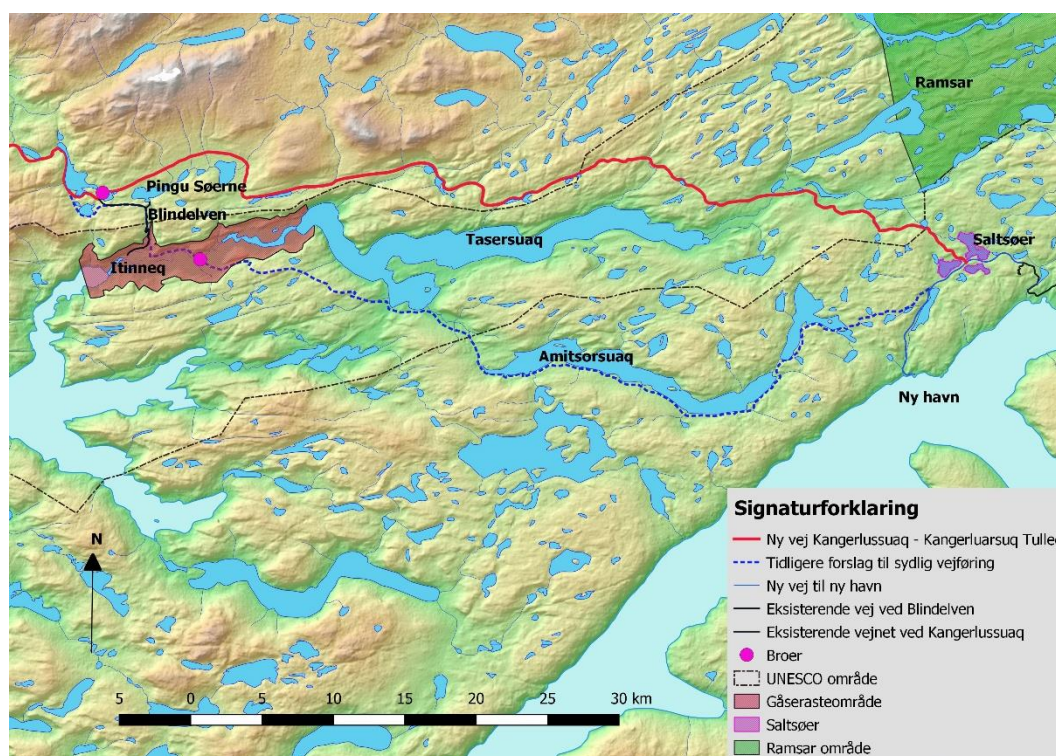 Ramsar
Pingu Søerne
Blindelven
Tasersuaq
Saltsøer
Itinneq
Amitsorsuaq
Ny havn
N
5 0 5 10 15 20 25 30 km
Signaturforklaring
Ny vej Kangerlussuaq - Kangerluarsuq Tulleq
Tidligere forslag til sydlig vejføring
Ny vej til ny havn
Eksisterende vej ved Blindelven
Eksisterende vejnet ved Kangerlussuaq
Broer
UNESCO område
Gåserasteområde
Saltsøer
Ramsar område